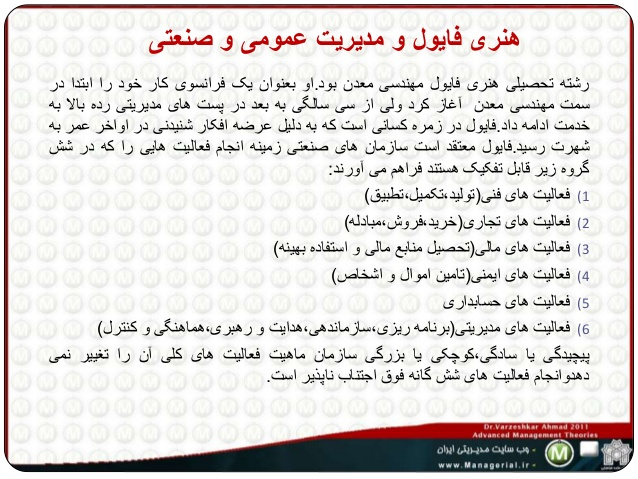 هنری فایول و مدیریت عمومی و صنعتی
رشته تحصیلی هنری فایول مهندسی معدن بود.او بعنوان یک فرانسوی کار خود را ابتدا در
سمت مهندسی معدن آغاز کرد ولی از سی سالگی به بعد در پست های مدیریتی رده بالا به
خدمت ادامه داد.فایول در زمره کسانی است که به دلیل عرضه افکار شنیدنی در اواخر عمر به
شهرت رسید.فایول معتقد است سازمان های صنعتی زمینه انجام فعالیت هایی را که در شش
گروه زیر قابل تفکیک هستند فراهم می آورند:
1) فعالیت های فنی(تولید،تکمیل،تطبیق)
2) فعالیت های تجاری(خرید،فروش،مبادله)
3) فعالیت های مالی(تحصیل منابع مالی و استفاده بهینه)
4) فعالیت های ایمنی(تامین اموال و اشخاص)
5) فعالیت های حسابداری
6) فعالیت های مدیریتی(برنامه ریزی،سازماندهی،هدایت و رهبری،هماهنگی و کنترل)
پیچیدگی یا سادگی،کوچکی یا بزرگی سازمان ماهیت فعالیت های کلی آن را تغییر نمی
دهدوانجام فعالیت های شش گانه فوق اجتناب ناپذیر است.
Dr.Varzeshkar Ahmad 2011
Advanced Management Theories
- وب سایت مدیریتی ایران
www.Managerial.ir -
M